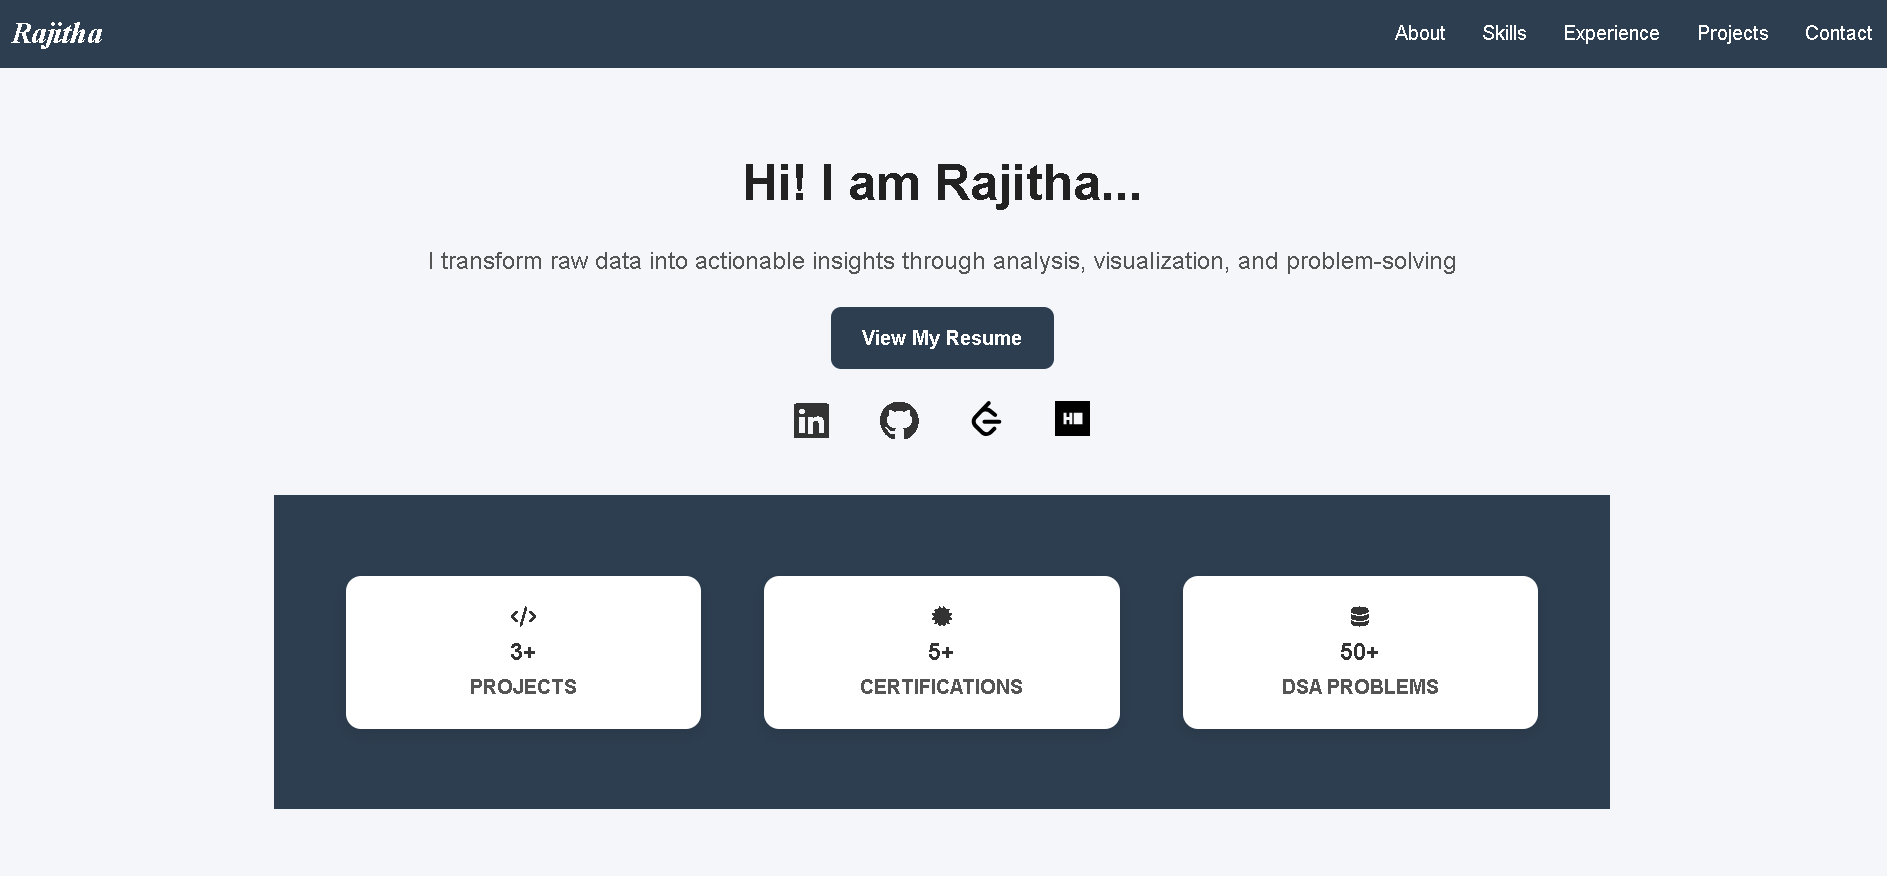 Rajitha
About Skills Experience Projects Contact
Hi! I am Rajitha...
I transform raw data into actionable insights through analysis, visualization, and problem-solving
View My Resume
in
H
3+
PROJECTS
5+
CERTIFICATIONS
50+
DSA PROBLEMS